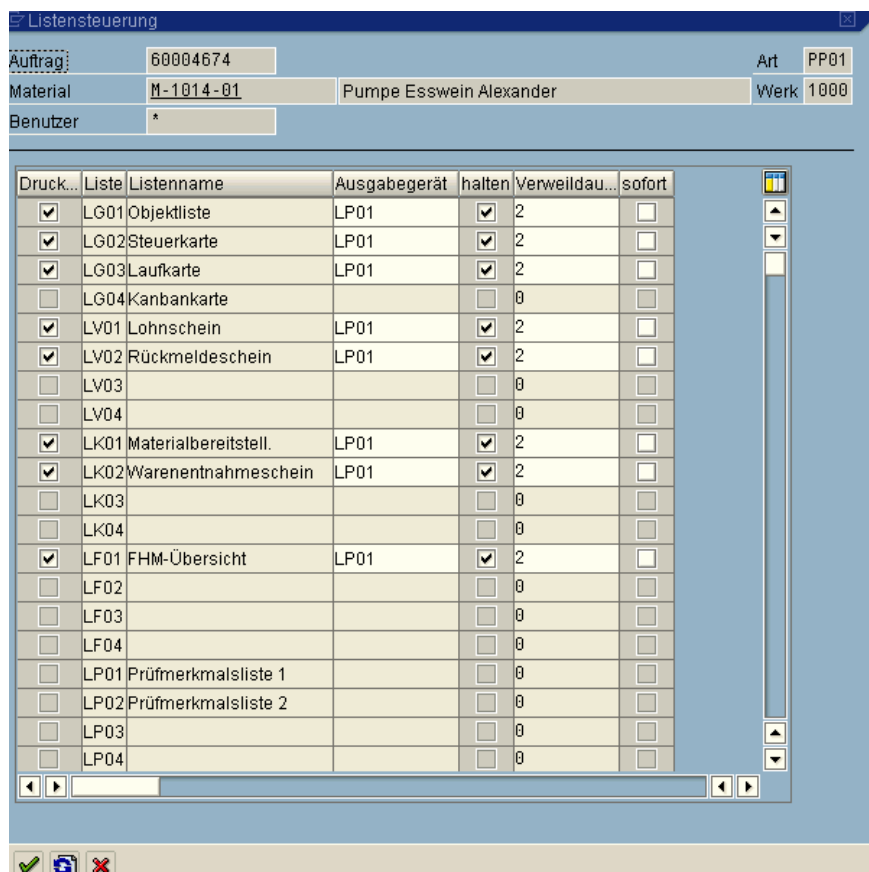 Listensteuerung
Auftrag 60004674 Art PP01
Material M-1014-01 Pumpe Esswein Alexander Werk 1000
Benutzer *
Druck... Liste Listenname Ausgabegerät halten Verweildau... sofort
LG01 Objektliste LP01 2
LG02 Steuerkarte LP01 2
LG03 Laufkarte LP01 2
LG04 Kanbankarte 0
LV01 Lohnschein LP01 2
LV02 Rückmeldeschein LP01 2
LV03 0
LV04 0
LK01 Materialbereitstell. LP01 2
LK02 Warenentnahmeschein LP01 2
LK03 0
LK04 0
LF01 FHM-Übersicht LP01 2
LF02 0
LF03 0
LF04 0
LP01 Prüfmerkmalsliste 1 0
LP02 Prüfmerkmalsliste 2 0
LP03 0
LP04 0